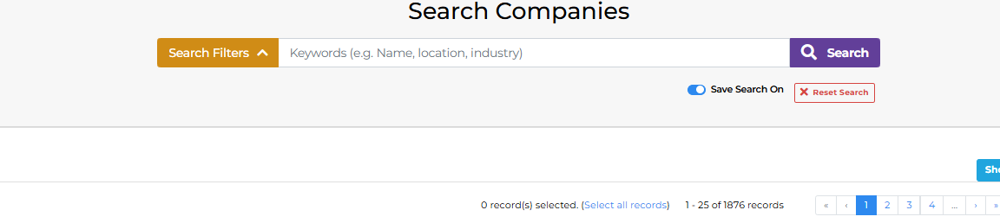 Search Companies
Search Filters Keywords (e.g. Name, location, industry) Search
Save Search On Reset Search
0 record(s) selected. (Select all records) 1 - 25 of 1876 records « ‹ 1 2 3 4 ... › »